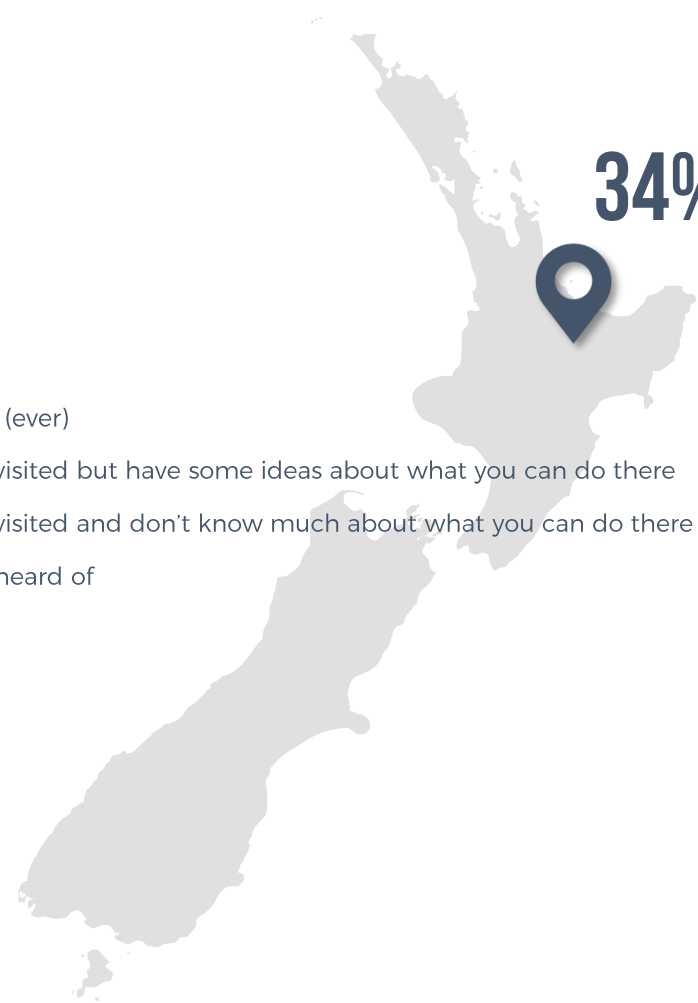 34%
(ever)
visited but have some ideas about what you can do there
visited and don't know much about what you can do there
heard of